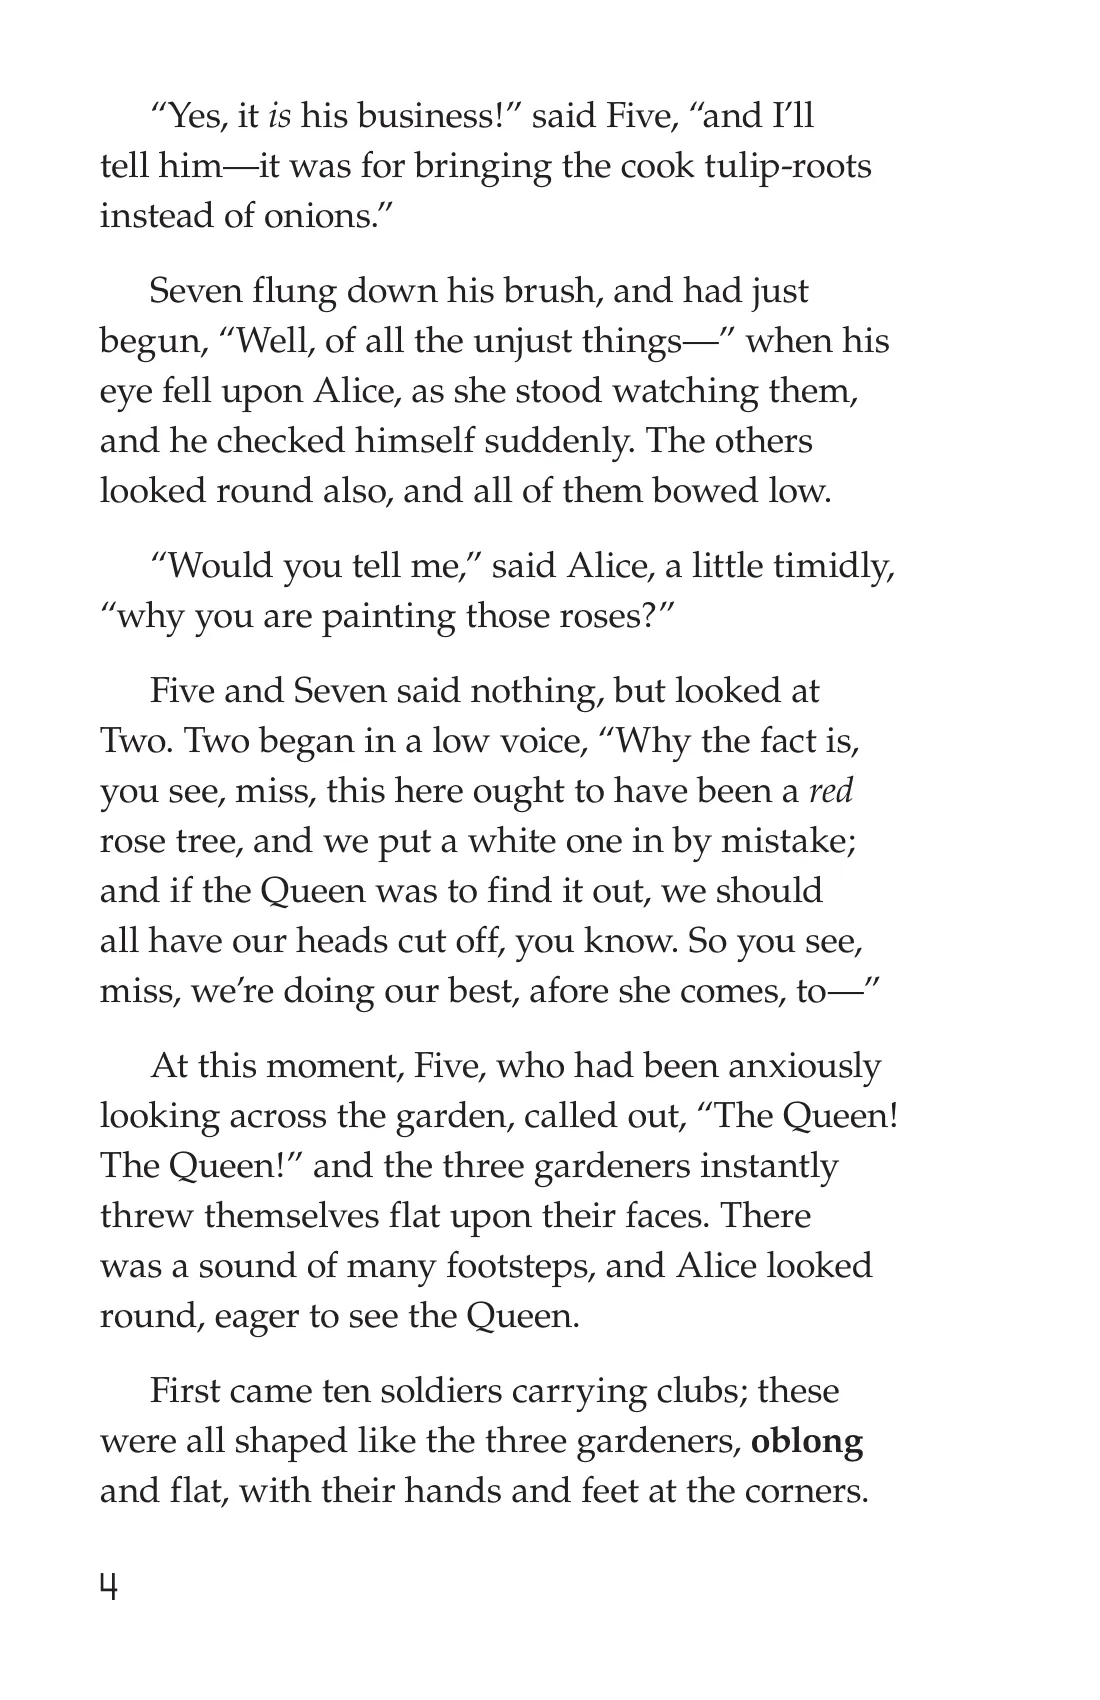 “Yes, it is his business!” said Five, “and I’ll
tell him—it was for bringing the cook tulip-roots
instead of onions.”
Seven flung down his brush, and had just
begun, “Well, of all the unjust things—” when his
eye fell upon Alice, as she stood watching them,
and he checked himself suddenly. The others
looked round also, and all of them bowed low.
“Would you tell me,” said Alice, a little timidly,
“why you are painting those roses?”
Five and Seven said nothing, but looked at
Two. Two began in a low voice, “Why the fact is,
you see, miss, this here ought to have been a red
rose tree, and we put a white one in by mistake;
and if the Queen was to find it out, we should
all have our heads cut off, you know. So you see,
miss, we’re doing our best, afore she comes, to—”
At this moment, Five, who had been anxiously
looking across the garden, called out, “The Queen!
The Queen!” and the three gardeners instantly
threw themselves flat upon their faces. There
was a sound of many footsteps, and Alice looked
round, eager to see the Queen.
First came ten soldiers carrying clubs; these
were all shaped like the three gardeners, oblong
and flat, with their hands and feet at the corners.
4